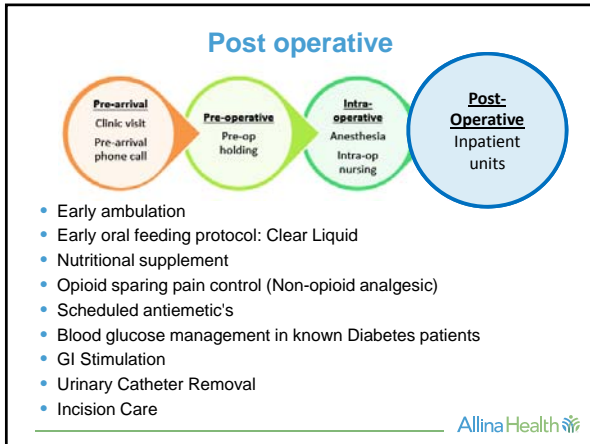 Post operative
Pre-arrival
Clinic visit
Pre-arrival
phone call
Pre-operative
Pre-op
holding
Intra-
operative
Anesthesia
Intra-op
nursing
Post-
Operative
Inpatient
units
• Early ambulation
• Early oral feeding protocol: Clear Liquid
• Nutritional supplement
• Opioid sparing pain control (Non-opioid analgesic)
• Scheduled antiemetic's
• Blood glucose management in known Diabetes patients
• GI Stimulation
• Urinary Catheter Removal
• Incision Care
AllinaHealth